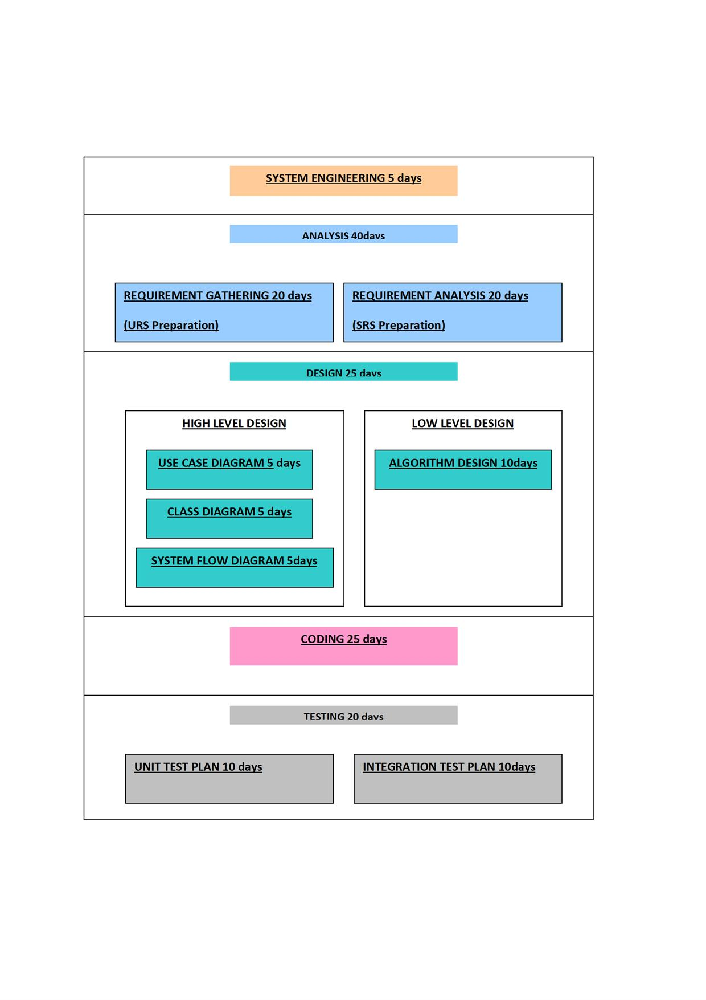 SYSTEM ENGINEERING 5 days
ANALYSIS 40days
REQUIREMENT GATHERING 20 days
(URS Preparation)
REQUIREMENT ANALYSIS 20 days
(SRS Preparation)
DESIGN 25 days
HIGH LEVEL DESIGN
USE CASE DIAGRAM 5 days
CLASS DIAGRAM 5 days
SYSTEM FLOW DIAGRAM 5days
LOW LEVEL DESIGN
ALGORITHM DESIGN 10days
CODING 25 days
TESTING 20 days
UNIT TEST PLAN 10 days
INTEGRATION TEST PLAN 10days